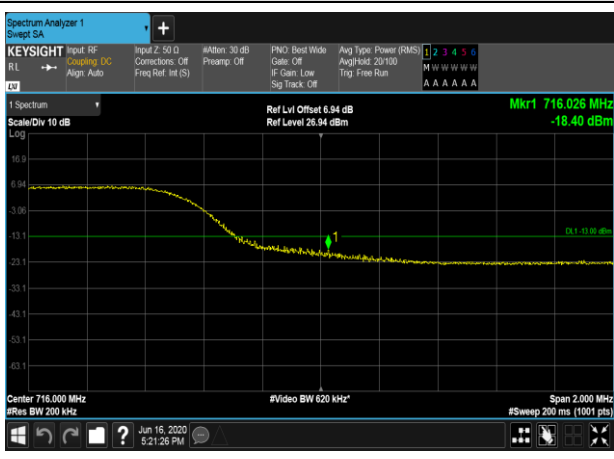 Spectrum Analyzer 1
Swept SA
+
KEYSIGHT Input: RF Input Z: 50 Ω #Atten: 30 dB PNO: Best Wide Avg Type: Power (RMS) 1 2 3 4 5 6
RL Coupling: DC Corrections: Off Preamp: Off Gate: Off Avg|Hold: 20/100 M W W W W W
Align: Auto Freq Ref: Int (S) IF Gain: Low Trig: Free Run
LXI Sig Track: Off A A A A A A
1 Spectrum Ref Lvl Offset 6.94 dB Mkr1 716.026 MHz
Scale/Div 10 dB Ref Level 26.94 dBm -18.40 dBm
Log
16.9
6.94
-3.06
-13.1 1 DL1 -13.00 dBm
-23.1
-33.1
-43.1
-53.1
-63.1
Center 716.000 MHz #Video BW 620 kHz* Span 2.000 MHz
#Res BW 200 kHz #Sweep 200 ms (1001 pts)
? Jun 16, 2020
5:21:26 PM